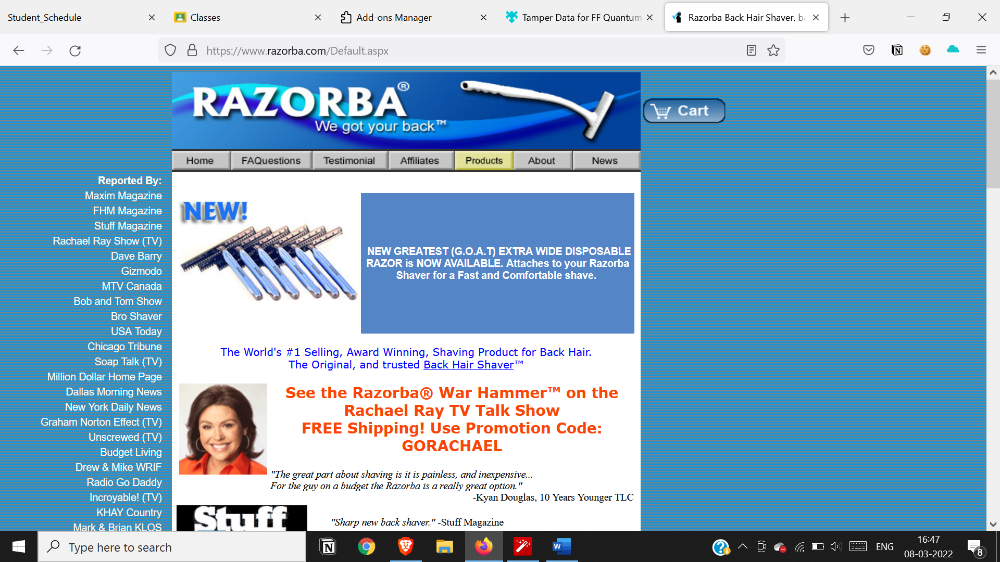 Student_Schedule
Classes
Add-ons Manager
Tamper Data for FF Quantum
Razorba Back Hair Shaver, ba
https://www.razorba.com/Default.aspx
RAZORBA®
We got your back™
Cart
Home
FAQuestions
Testimonial
Affiliates
Products
About
News
Reported By:
Maxim Magazine
FHM Magazine
Stuff Magazine
Rachael Ray Show (TV)
Dave Barry
Gizmodo
MTV Canada
Bob and Tom Show
Bro Shaver
USA Today
Chicago Tribune
Soap Talk (TV)
Million Dollar Home Page
Dallas Morning News
New York Daily News
Graham Norton Effect (TV)
Unscrewed (TV)
Budget Living
Drew & Mike WRIF
Radio Go Daddy
Incroyable! (TV)
KHAY Country
Mark & Brian KLOS
NEW!
NEW GREATEST (G.O.A.T) EXTRA WIDE DISPOSABLE
RAZOR is NOW AVAILABLE. Attaches to your Razorba
Shaver for a Fast and Comfortable shave.
The World's #1 Selling, Award Winning, Shaving Product for Back Hair.
The Original, and trusted Back Hair Shaver™
See the Razorba® War Hammer™ on the
Rachael Ray TV Talk Show
FREE Shipping! Use Promotion Code:
GORACHAEL
"The great part about shaving is it is painless, and inexpensive...
For the guy on a budget the Razorba is a really great option."
-Kyan Douglas, 10 Years Younger TLC
Stuff
"Sharp new back shaver." -Stuff Magazine
Type here to search
ENG
16:47
08-03-2022
8